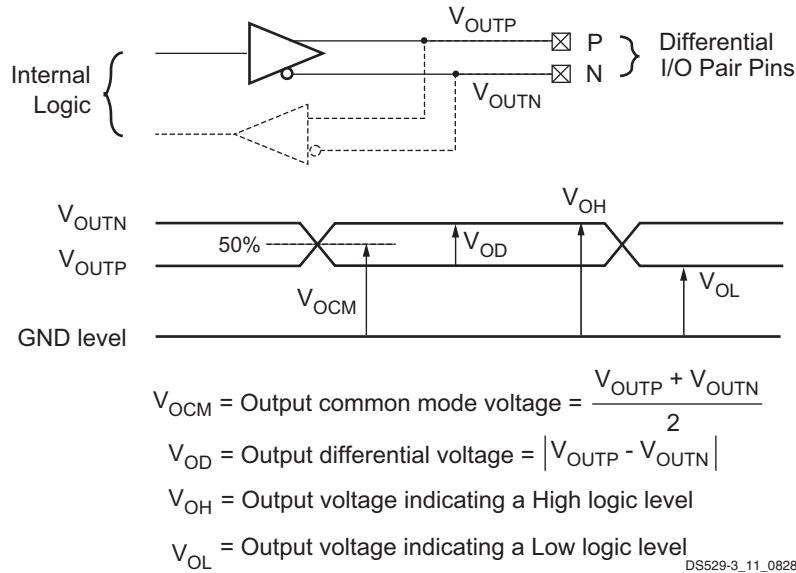 V_OUTP
P
Differential
I/O Pair Pins
N
Internal
Logic
V_OUTN
V_OUTN
V_OH
50%
V_OD
V_OUTP
V_OL
V_OCM
GND level
V_OCM = Output common mode voltage = V_OUTP + V_OUTN / 2
V_OD = Output differential voltage = |V_OUTP - V_OUTN|
V_OH = Output voltage indicating a High logic level
V_OL = Output voltage indicating a Low logic level
DS529-3_11_0828